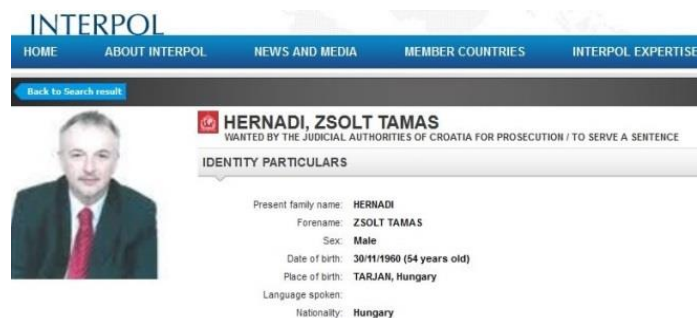 INTERPOL
HOME ABOUT INTERPOL NEWS AND MEDIA MEMBER COUNTRIES INTERPOL EXPERTISE
Back to Search result
HERNADI, ZSOLT TAMAS
WANTED BY THE JUDICIAL AUTHORITIES OF CROATIA FOR PROSECUTION / TO SERVE A SENTENCE
IDENTITY PARTICULARS
Present family name: HERNADI
Forename: ZSOLT TAMAS
Sex: Male
Date of birth: 30/11/1960 (54 years old)
Place of birth: TARJAN, Hungary
Language spoken:
Nationality: Hungary